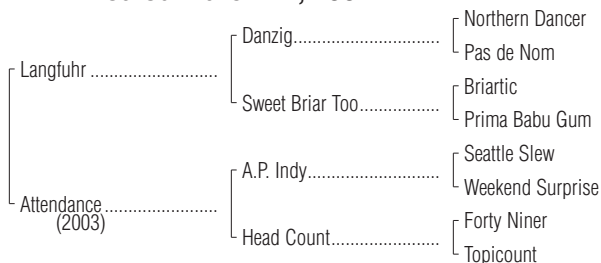 Northern Dancer
Danzig
Pas de Nom
Langfuhr
Briartic
Sweet Briar Too
Prima Babu Gum
Seattle Slew
A.P. Indy
Weekend Surprise
Attendance
(2003)
Forty Niner
Head Count
Topicount